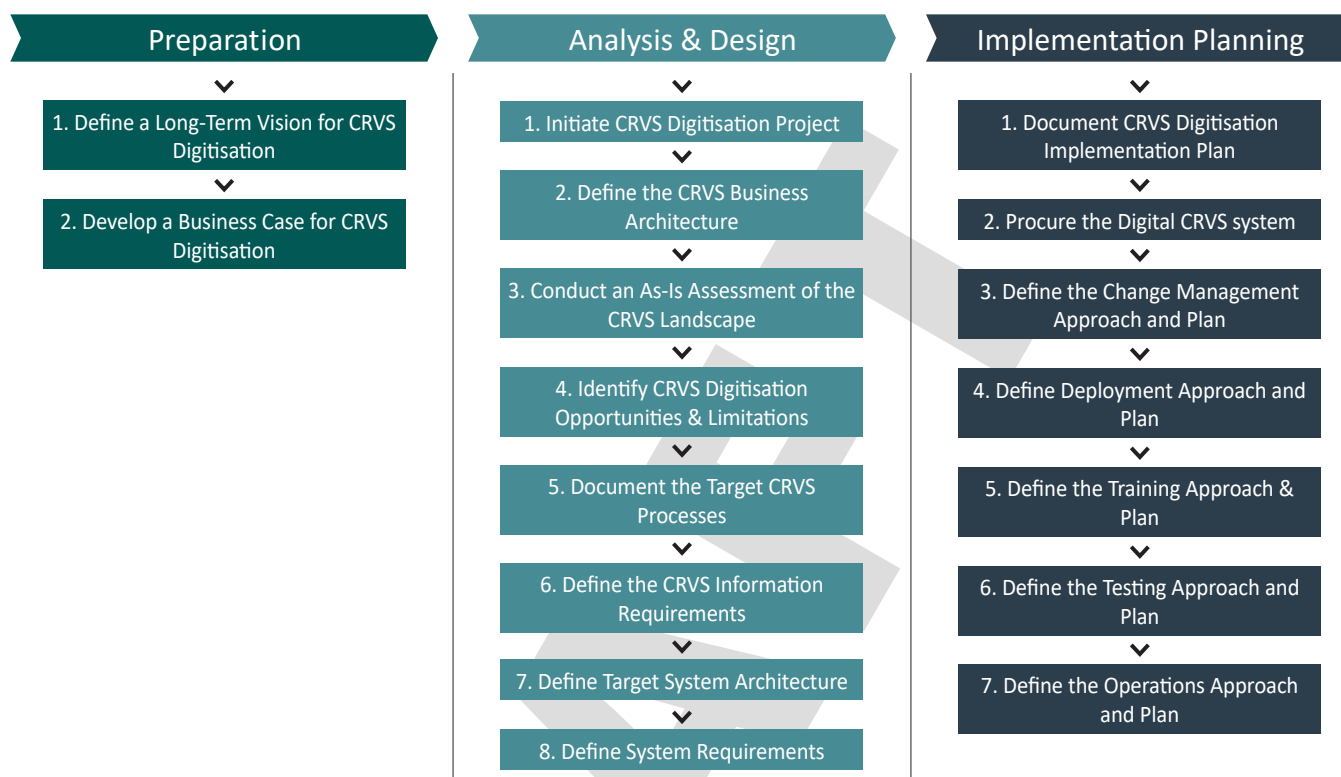 Preparation
1. Define a Long-Term Vision for CRVS
Digitisation
2. Develop a Business Case for CRVS
Digitisation
Analysis & Design
1. Initiate CRVS Digitisation Project
2. Define the CRVS Business
Architecture
3. Conduct an As-Is Assessment of the
CRVS Landscape
4. Identify CRVS Digitisation
Opportunities & Limitations
5. Document the Target CRVS
Processes
6. Define the CRVS Information
Requirements
7. Define Target System Architecture
8. Define System Requirements
Implementation Planning
1. Document CRVS Digitisation
Implementation Plan
2. Procure the Digital CRVS system
3. Define the Change Management
Approach and Plan
4. Define Deployment Approach and
Plan
5. Define the Training Approach &
Plan
6. Define the Testing Approach and
Plan
7. Define the Operations Approach
and Plan